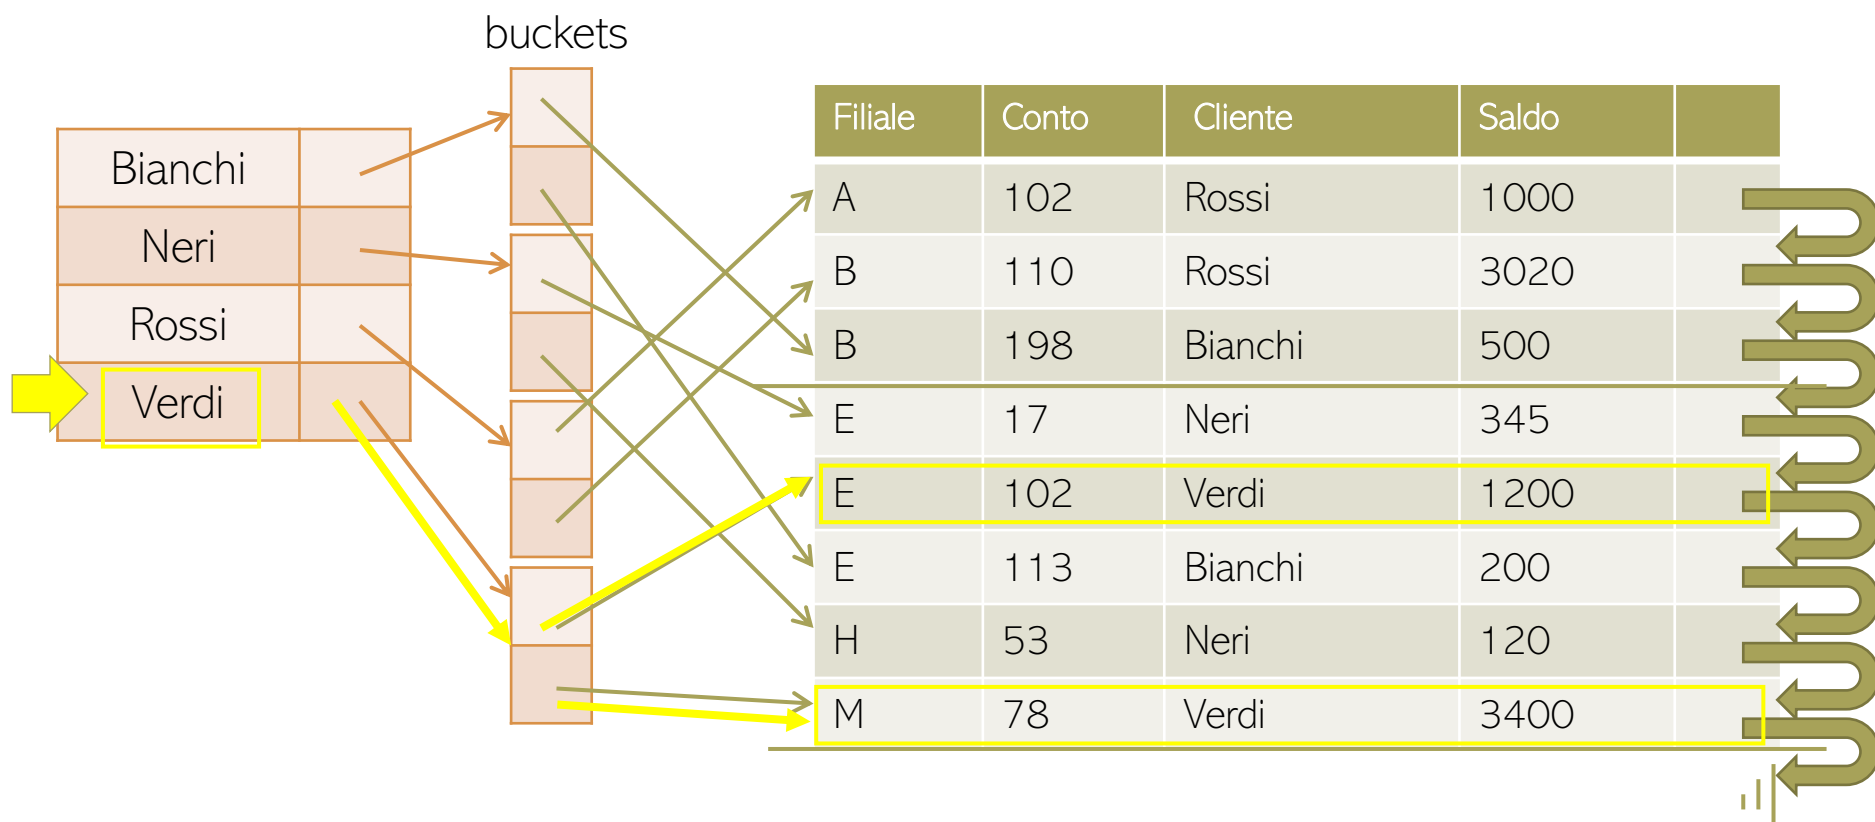 buckets
Bianchi
Neri
Rossi
Verdi
Filiale Conto Cliente Saldo
A 102 Rossi 1000
B 110 Rossi 3020
B 198 Bianchi 500
E 17 Neri 345
E 102 Verdi 1200
E 113 Bianchi 200
H 53 Neri 120
M 78 Verdi 3400